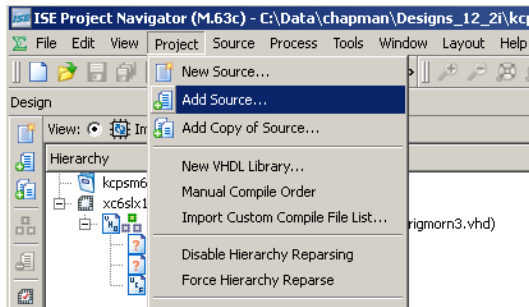 ISE Project Navigator (M.63c) - C:\Data\chapman\Designs_12_2i\kcp
File Edit View Project Source Process Tools Window Layout Help
New Source...
Design
Add Source...
View:
Add Copy of Source...
Hierarchy
New VHDL Library...
kcpsm6
Manual Compile Order
xc6slx1
Import Custom Compile File List...
rigmorn3.vhd)
Disable Hierarchy Reparsing
Force Hierarchy Reparse